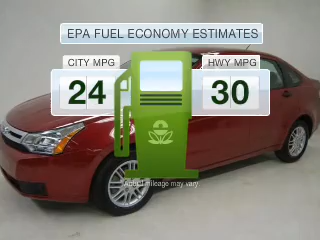 EPA FUEL ECONOMY ESTIMATES
CITY MPG
HWY MPG
24
30
Actual mileage may vary